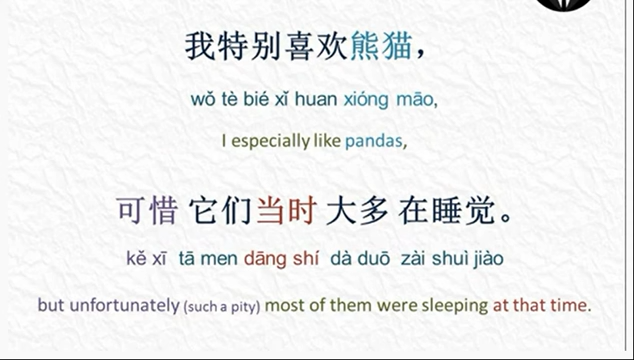 我特别喜欢熊猫，
wǒ tè bié xǐ huan xióng māo,
I especially like pandas,
可惜 它们当时 大多 在睡觉。
kě xī tā men dāng shí dà duō zài shuì jiào
but unfortunately (such a pity) most of them were sleeping at that time.